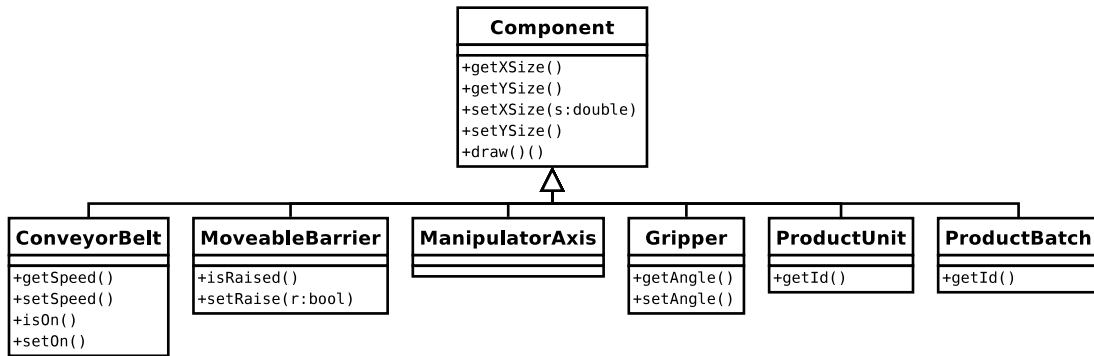 Component
+getXSize()
+getYSize()
+setXSize(s:double)
+setYSize()
+draw()()
ConveyorBelt
+getSpeed()
+setSpeed()
+isOn()
+setOn()
MoveableBarrier
+isRaised()
+setRaise(r:bool)
ManipulatorAxis
Gripper
+getAngle()
+setAngle()
ProductUnit
+getId()
ProductBatch
+getId()